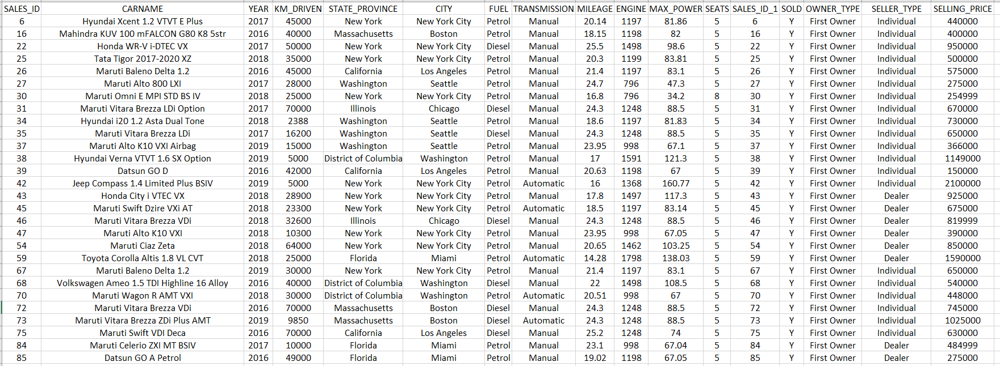 SALES_ID CARNAME YEAR KM_DRIVEN STATE_PROVINCE CITY FUEL TRANSMISSION MILEAGE ENGINE MAX_POWER SEATS SALES_ID_1 SOLD OWNER_TYPE SELLER_TYPE SELLING_PRICE
6 Hyundai Xcent 1.2 VTVT E Plus 2017 45000 New York New York City Petrol Manual 20.14 1197 81.86 5 6 Y First Owner Individual 440000
16 Mahindra KUV 100 mFALCON G80 K8 5str 2016 40000 Massachusetts Boston Petrol Manual 18.15 1198 82 5 16 Y First Owner Individual 400000
22 Honda WR-V i-DTEC VX 2017 50000 New York New York City Diesel Manual 25.5 1498 98.6 5 22 Y First Owner Individual 950000
25 Tata Tigor 2017-2020 XZ 2018 35000 New York New York City Petrol Manual 20.3 1199 83.81 5 25 Y First Owner Individual 500000
26 Maruti Baleno Delta 1.2 2016 45000 California Los Angeles Petrol Manual 21.4 1197 83.1 5 26 Y First Owner Individual 575000
27 Maruti Alto 800 LXI 2017 28000 Washington Seattle Petrol Manual 24.7 796 47.3 5 27 Y First Owner Individual 275000
30 Maruti Omni E MPI STD BS IV 2018 25000 New York New York City Petrol Manual 16.8 796 34.2 8 30 Y First Owner Individual 254999
31 Maruti Vitara Brezza LDi Option 2017 70000 Illinois Chicago Diesel Manual 24.3 1248 88.5 5 31 Y First Owner Individual 670000
34 Hyundai i20 1.2 Asta Dual Tone 2018 2388 Washington Seattle Petrol Manual 18.6 1197 81.83 5 34 Y First Owner Individual 730000
35 Maruti Vitara Brezza LDi 2017 16200 Washington Seattle Diesel Manual 24.3 1248 88.5 5 35 Y First Owner Individual 650000
37 Maruti Alto K10 VXI Airbag 2019 15000 Washington Seattle Petrol Manual 23.95 998 67.1 5 37 Y First Owner Individual 366000
38 Hyundai Verna VTVT 1.6 SX Option 2019 5000 District of Columbia Washington Petrol Manual 17 1591 121.3 5 38 Y First Owner Individual 1149000
39 Datsun GO D 2016 42000 California Los Angeles Petrol Manual 20.63 1198 67 5 39 Y First Owner Individual 150000
42 Jeep Compass 1.4 Limited Plus BSIV 2019 5000 New York New York City Petrol Automatic 16 1368 160.77 5 42 Y First Owner Individual 2100000
43 Honda City i VTEC VX 2018 28900 New York New York City Petrol Manual 17.8 1497 117.3 5 43 Y First Owner Dealer 925000
45 Maruti Swift Dzire VXi AT 2018 23300 New York New York City Petrol Automatic 18.5 1197 83.14 5 45 Y First Owner Dealer 675000
46 Maruti Vitara Brezza VDi 2018 32600 Illinois Chicago Diesel Manual 24.3 1248 88.5 5 46 Y First Owner Dealer 819999
47 Maruti Alto K10 VXI 2018 10300 New York New York City Petrol Manual 23.95 998 67.05 5 47 Y First Owner Dealer 390000
54 Maruti Ciaz Zeta 2018 64000 New York New York City Petrol Manual 20.65 1462 103.25 5 54 Y First Owner Dealer 850000
59 Toyota Corolla Altis 1.8 VL CVT 2018 25000 Florida Miami Petrol Automatic 14.28 1798 138.03 5 59 Y First Owner Dealer 1590000
67 Maruti Baleno Delta 1.2 2019 30000 New York New York City Petrol Manual 21.4 1197 83.1 5 67 Y First Owner Individual 650000
68 Volkswagen Ameo 1.5 TDI Highline 16 Alloy 2016 40000 District of Columbia Washington Diesel Manual 22 1498 108.5 5 68 Y First Owner Individual 540000
70 Maruti Wagon R AMT VXI 2018 30000 District of Columbia Washington Petrol Automatic 20.51 998 67 5 70 Y First Owner Individual 448000
72 Maruti Vitara Brezza VDi 2016 70000 Massachusetts Boston Diesel Manual 24.3 1248 88.5 5 72 Y First Owner Individual 745000
73 Maruti Vitara Brezza ZDi Plus AMT 2019 9850 Massachusetts Boston Diesel Automatic 24.3 1248 88.5 5 73 Y First Owner Individual 1025000
75 Maruti Swift VDI Deca 2016 70000 California Los Angeles Diesel Manual 25.2 1248 74 5 75 Y First Owner Individual 630000
84 Maruti Celerio ZXI MT BSIV 2017 10000 Florida Miami Petrol Manual 23.1 998 67.04 5 84 Y First Owner Dealer 484999
85 Datsun GO A Petrol 2016 49000 Florida Miami Petrol Manual 19.02 1198 67.05 5 85 Y First Owner Dealer 275000